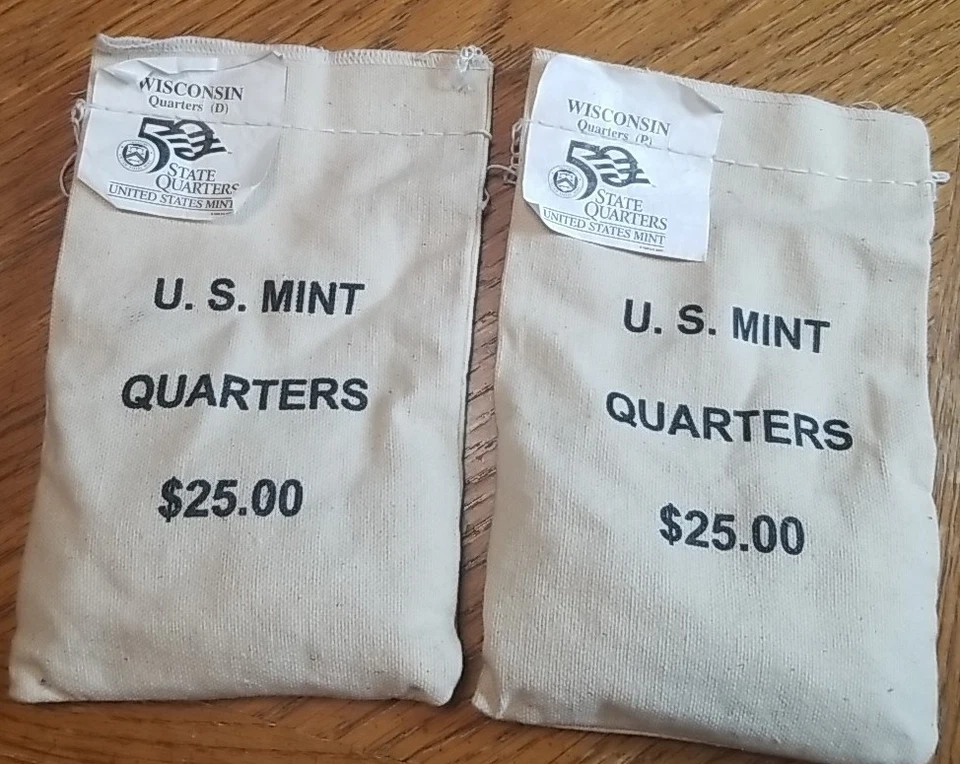 WISCONSIN
Quarters (D)
50
STATE
QUARTERS
UNITED STATES MINT
U. S. MINT
QUARTERS
$25.00
WISCONSIN
Quarters (P)
50
STATE
QUARTERS
UNITED STATES MINT
U. S. MINT
QUARTERS
$25.00